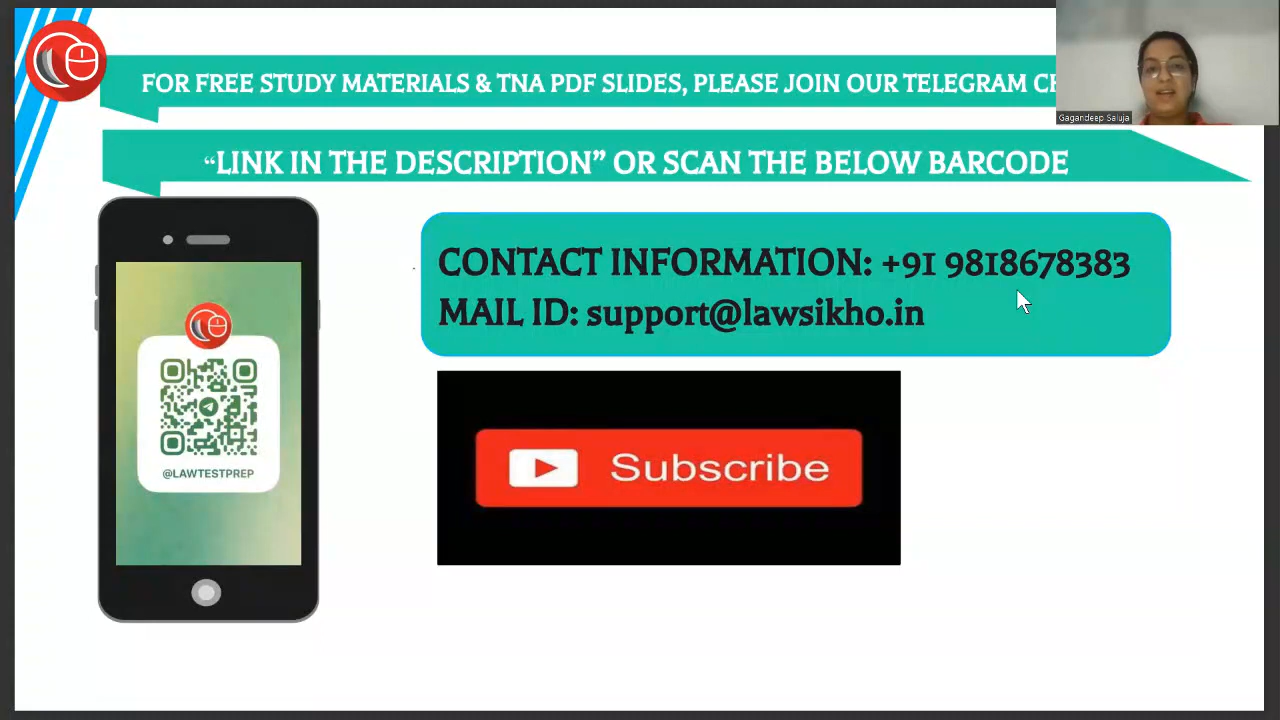 FOR FREE STUDY MATERIALS & TNA PDF SLIDES, PLEASE JOIN OUR TELEGRAM
Gagandeep Saluja
“LINK IN THE DESCRIPTION” OR SCAN THE BELOW BARCODE
CONTACT INFORMATION: +91 9818678383
MAIL ID: support@lawsikho.in
@LAWTESTPREP
Subscribe